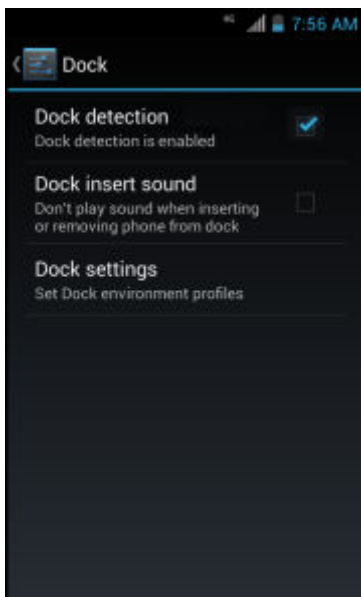 4G 7:56 AM
Dock
Dock detection
Dock detection is enabled
Dock insert sound
Don't play sound when inserting
or removing phone from dock
Dock settings
Set Dock environment profiles